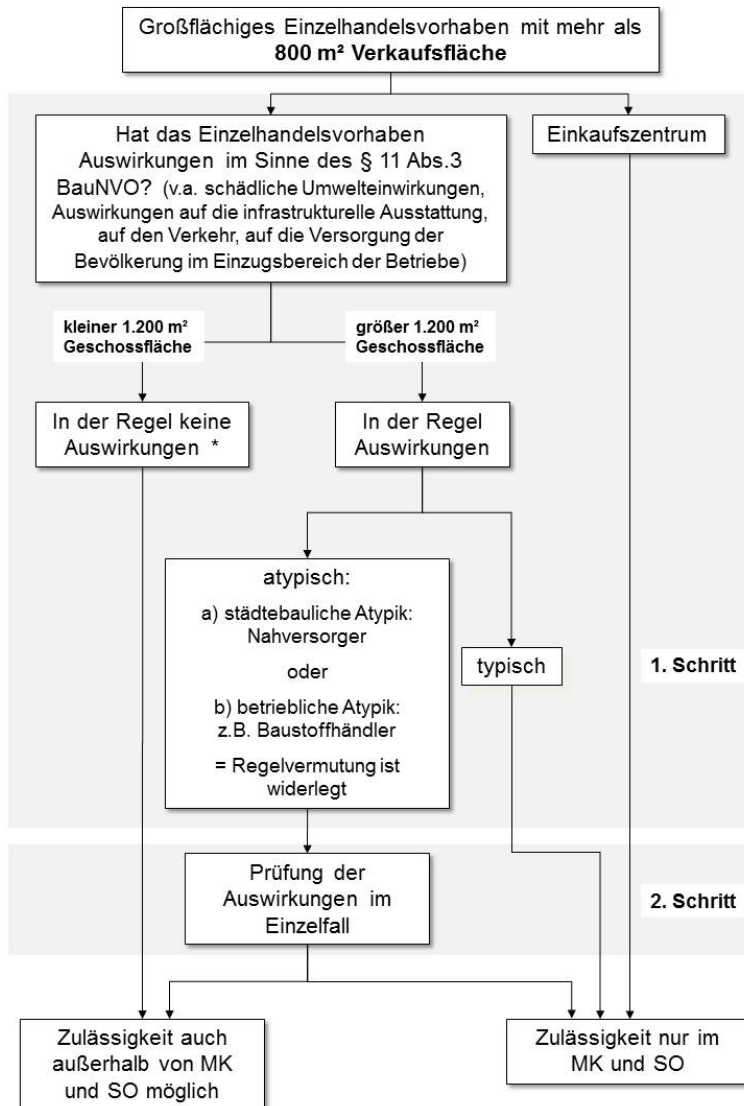 Großflächiges Einzelhandelsvorhaben mit mehr als
800 m² Verkaufsfläche
Hat das Einzelhandelsvorhaben
Auswirkungen im Sinne des § 11 Abs.3
BauNVO? (v.a. schädliche Umwelteinwirkungen,
Auswirkungen auf die infrastrukturelle Ausstattung,
auf den Verkehr, auf die Versorgung der
Bevölkerung im Einzugsbereich der Betriebe)
Einkaufszentrum
kleiner 1.200 m²
Geschossfläche
größer 1.200 m²
Geschossfläche
In der Regel keine
Auswirkungen *
In der Regel
Auswirkungen
atypisch:
a) städtebauliche Atypik:
Nahversorger
oder
b) betriebliche Atypik:
z.B. Baustoffhändler
= Regelvermutung ist
widerlegt
typisch
1. Schritt
Prüfung der
Auswirkungen im
Einzelfall
2. Schritt
Zulässigkeit auch
außerhalb von MK
und SO möglich
Zulässigkeit nur im
MK und SO